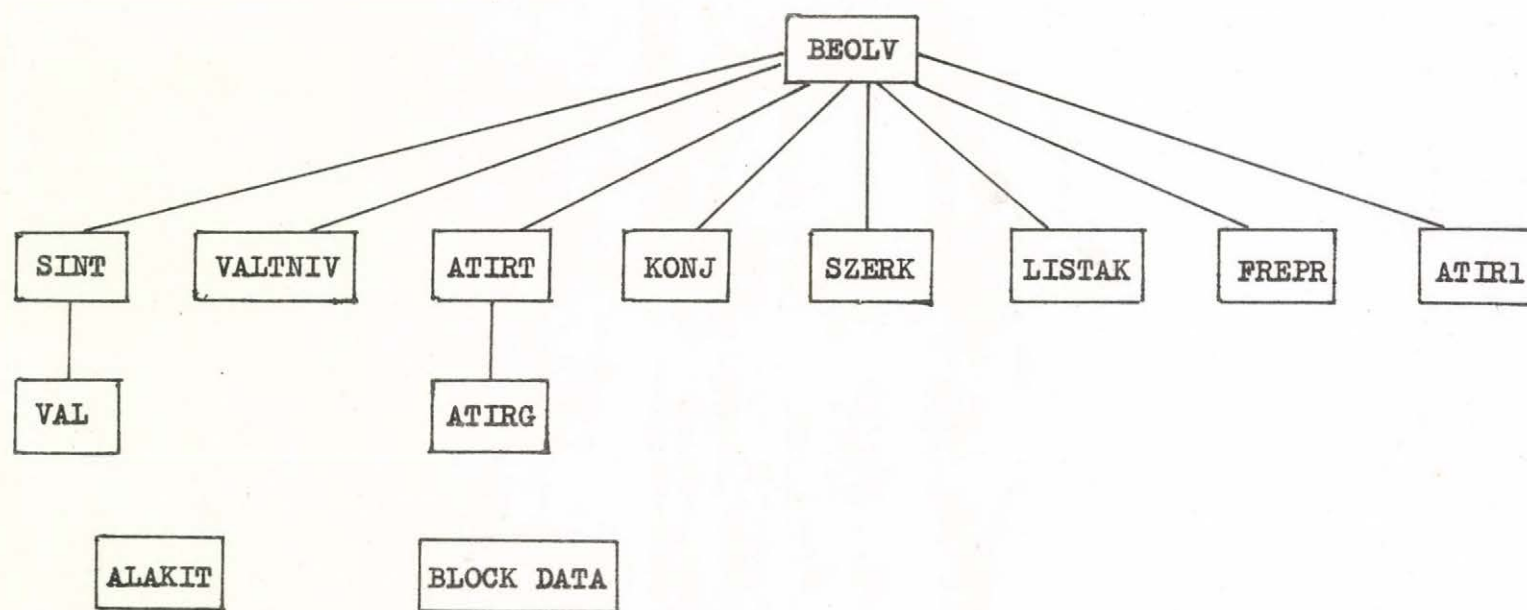 BEOLV
SINT VALTNIV ATIRT KONJ SZERK LISTAK FREPR ATIR1
VAL ATIRG
ALAKIT BLOCK DATA